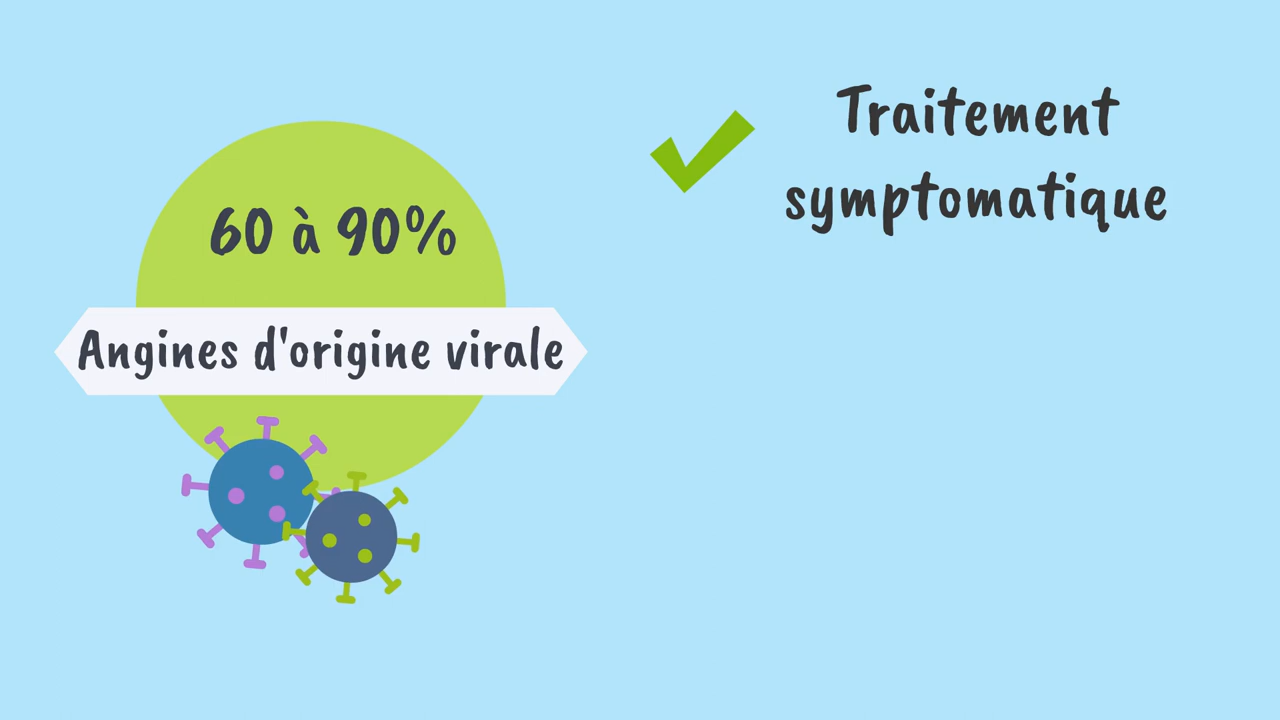 60 à 90%
Angines d'origine virale
Traitement
symptomatique